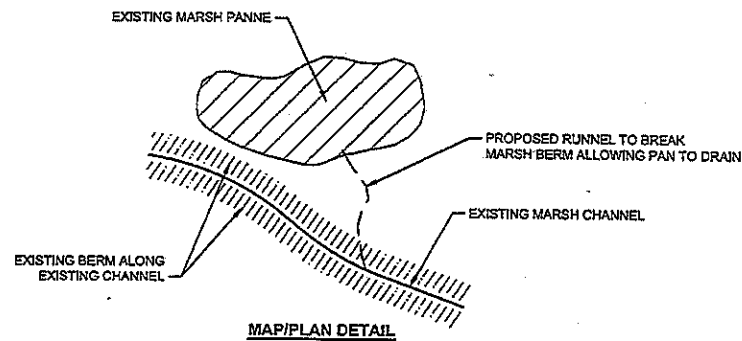 EXISTING MARSH PANNE
PROPOSED RUNNEL TO BREAK
MARSH BERM ALLOWING PAN TO DRAIN
EXISTING MARSH CHANNEL
EXISTING BERM ALONG
EXISTING CHANNEL
MAP/PLAN DETAIL